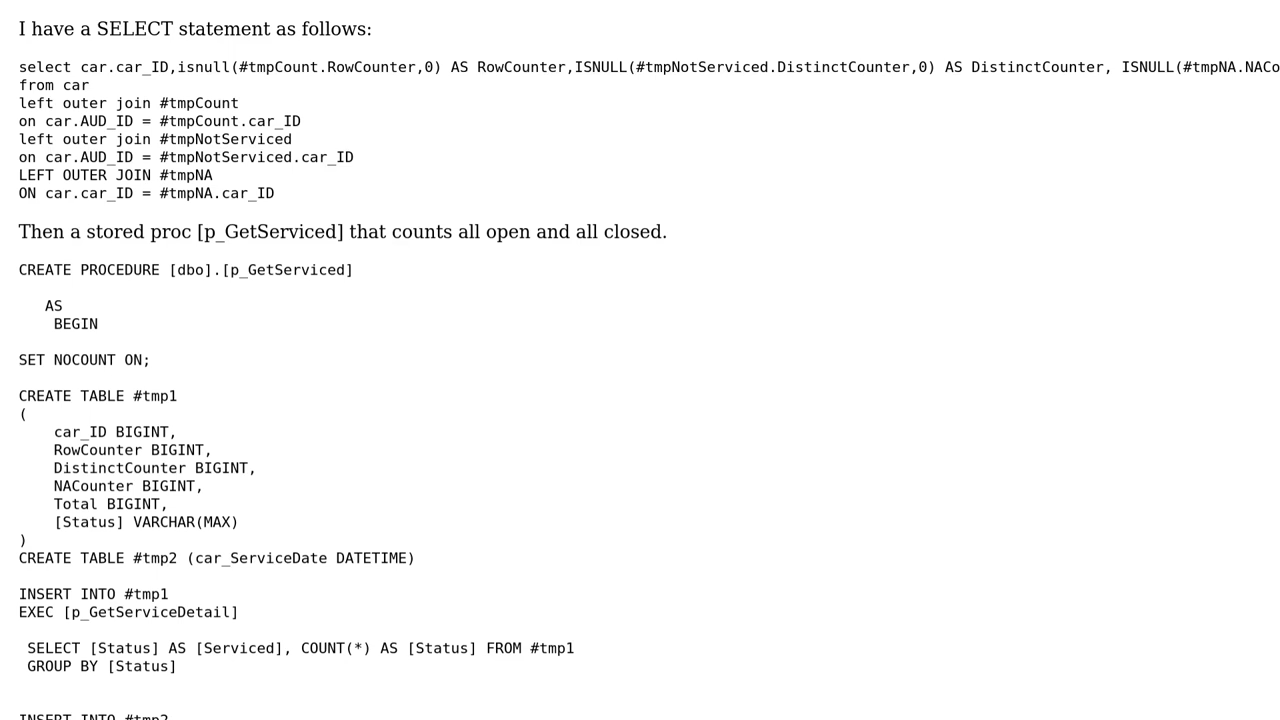 I have a SELECT statement as follows:
select car.car_ID,isnull(#tmpCount.RowCounter,0) AS RowCounter,ISNULL(#tmpNotServiced.DistinctCounter,0) AS DistinctCounter, ISNULL(#tmpNA.NACo
from car
left outer join #tmpCount
on car.AUD_ID = #tmpCount.car_ID
left outer join #tmpNotServiced
on car.AUD_ID = #tmpNotServiced.car_ID
LEFT OUTER JOIN #tmpNA
ON car.car_ID = #tmpNA.car_ID
Then a stored proc [p_GetServiced] that counts all open and all closed.
CREATE PROCEDURE [dbo].[p_GetServiced]
AS
BEGIN
SET NOCOUNT ON;
CREATE TABLE #tmp1
(
car_ID BIGINT,
RowCounter BIGINT,
DistinctCounter BIGINT,
NACounter BIGINT,
Total BIGINT,
[Status] VARCHAR(MAX)
)
CREATE TABLE #tmp2 (car_ServiceDate DATETIME)
INSERT INTO #tmp1
EXEC [p_GetServiceDetail]
SELECT [Status] AS [Serviced], COUNT(*) AS [Status] FROM #tmp1
GROUP BY [Status]
INSERT INTO #tmp2